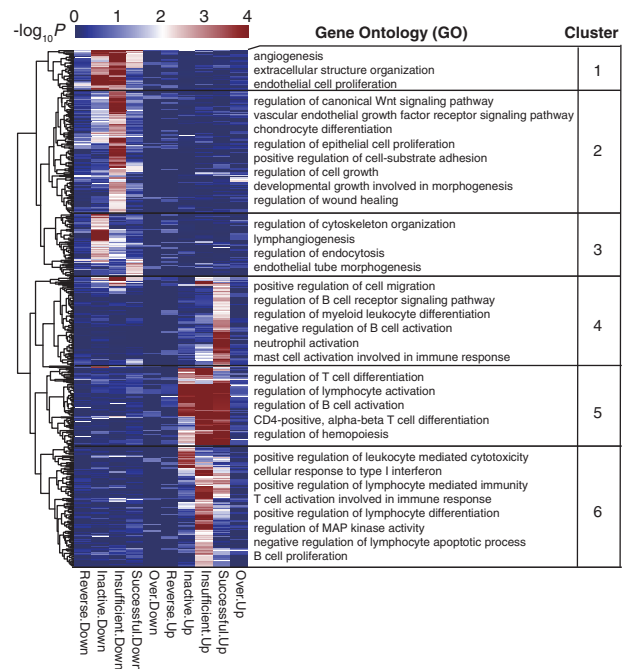 -log10P
0 1 2 3 4
Gene Ontology (GO)
Cluster
angiogenesis
extracellular structure organization
endothelial cell proliferation
1
regulation of canonical Wnt signaling pathway
vascular endothelial growth factor receptor signaling pathway
chondrocyte differentiation
regulation of epithelial cell proliferation
positive regulation of cell-substrate adhesion
regulation of cell growth
developmental growth involved in morphogenesis
regulation of wound healing
2
regulation of cytoskeleton organization
lymphangiogenesis
regulation of endocytosis
endothelial tube morphogenesis
3
positive regulation of cell migration
regulation of B cell receptor signaling pathway
regulation of myeloid leukocyte differentiation
negative regulation of B cell activation
neutrophil activation
mast cell activation involved in immune response
4
regulation of T cell differentiation
regulation of lymphocyte activation
regulation of B cell activation
CD4-positive, alpha-beta T cell differentiation
regulation of hemopoiesis
5
positive regulation of leukocyte mediated cytotoxicity
cellular response to type I interferon
positive regulation of lymphocyte mediated immunity
T cell activation involved in immune response
positive regulation of lymphocyte differentiation
regulation of MAP kinase activity
negative regulation of lymphocyte apoptotic process
B cell proliferation
6
Reverse.Down
Inactive.Down
Insufficient.Down
Successful.Down
Over.Down
Reverse.Up
Inactive.Up
Insufficient.Up
Successful.Up
Over.Up